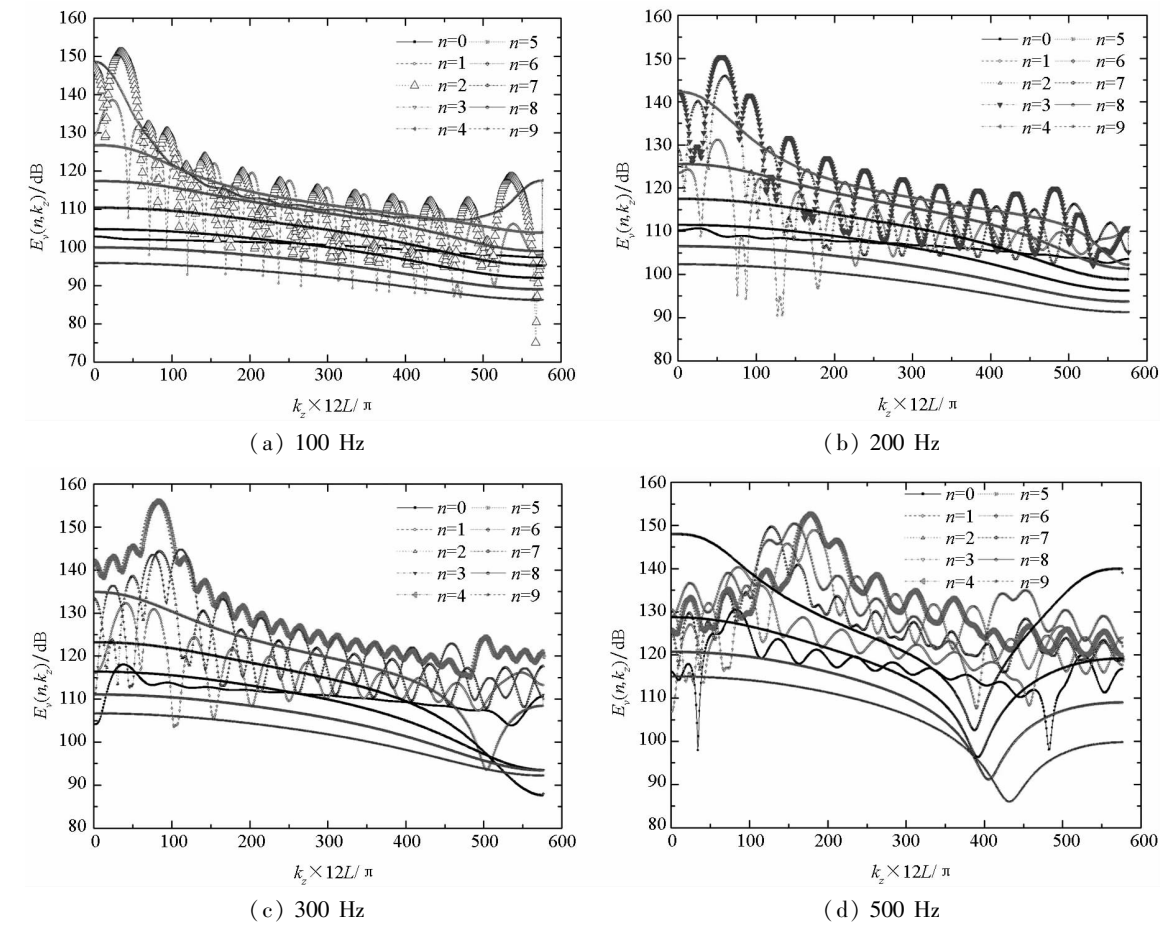 160
150
140
130
120
110
100
90
80
70
0 100 200 300 400 500 600
E_v(n,k_z)/dB
k_z×12L/π
n=0 n=5
n=1 n=6
n=2 n=7
n=3 n=8
n=4 n=9
(a) 100 Hz
160
150
140
130
120
110
100
90
80
0 100 200 300 400 500 600
E_v(n,k_z)/dB
k_z×12L/π
n=0 n=5
n=1 n=6
n=2 n=7
n=3 n=8
n=4 n=9
(b) 200 Hz
160
150
140
130
120
110
100
90
80
0 100 200 300 400 500 600
E_v(n,k_z)/dB
k_z×12L/π
n=0 n=5
n=1 n=6
n=2 n=7
n=3 n=8
n=4 n=9
(c) 300 Hz
160
150
140
130
120
110
100
90
80
0 100 200 300 400 500 600
E_v(n,k_z)/dB
k_z×12L/π
n=0 n=5
n=1 n=6
n=2 n=7
n=3 n=8
n=4 n=9
(d) 500 Hz